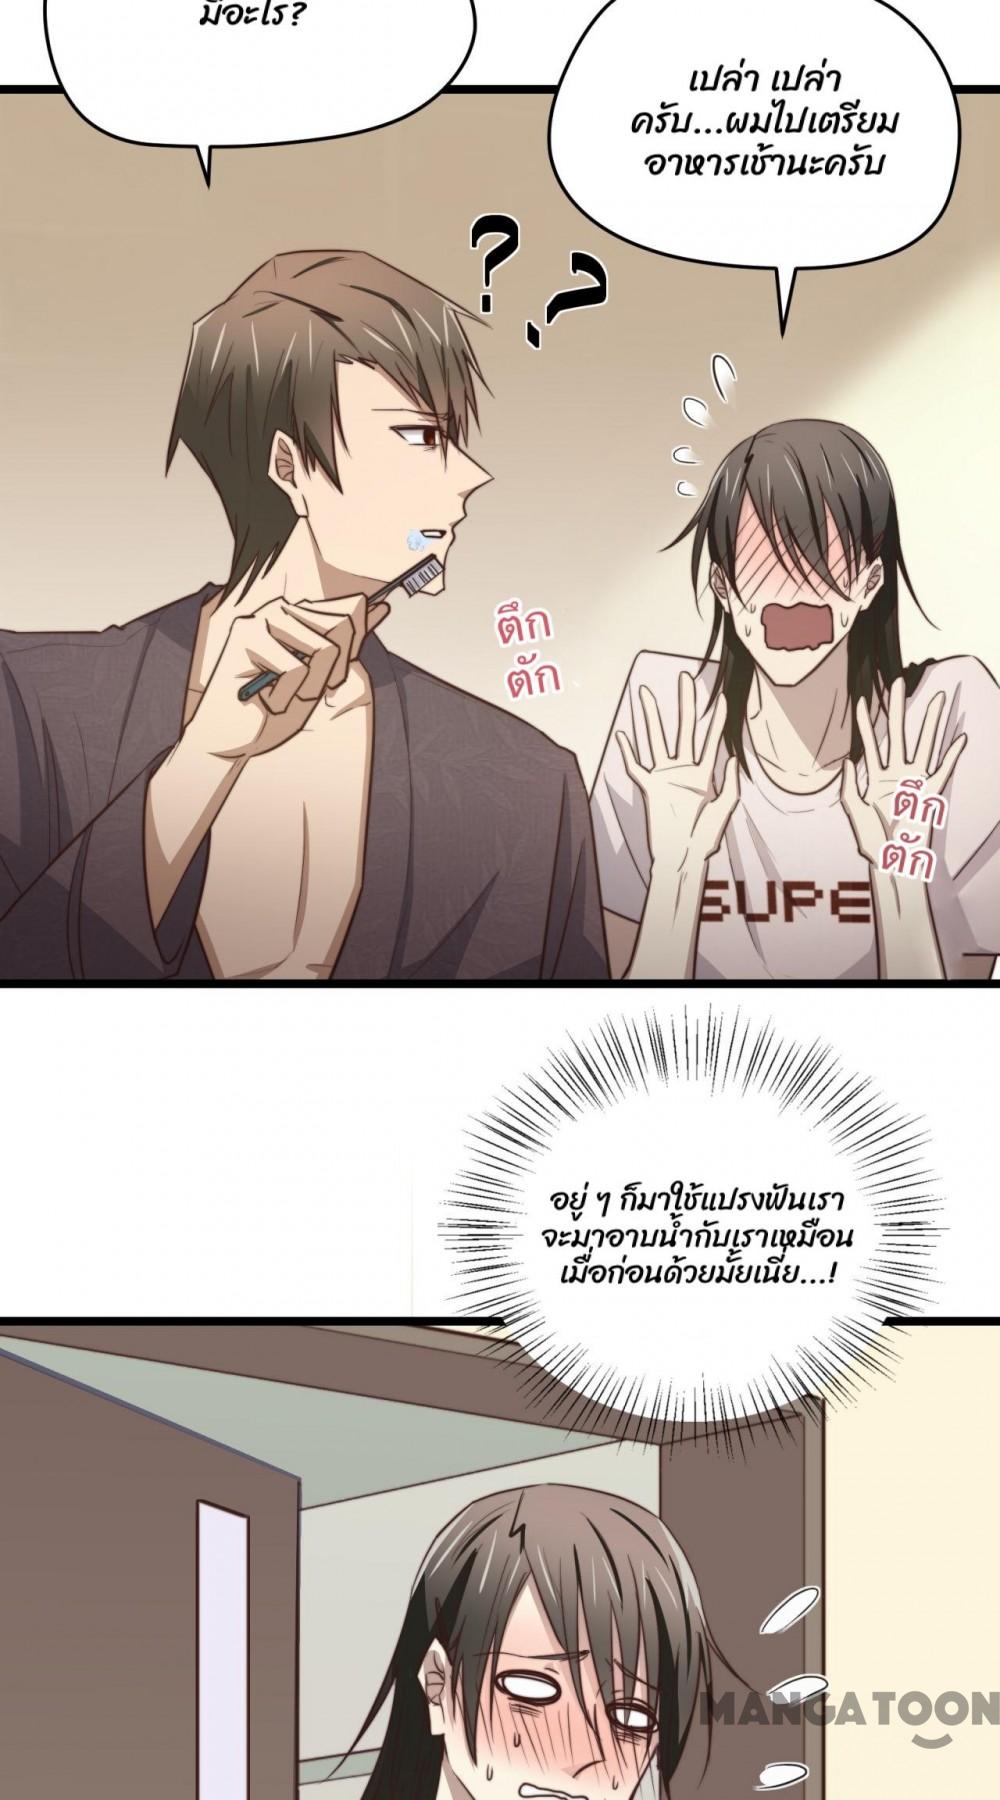 มีอะไร?
เปล่า เปล่า
ครับ...ผมไปเตรียม
อาหารเช้านะครับ
? ?
ตึก
ตัก
ตึก
ตัก
SUPE
อยู่ ๆ ก็มาใช้แปรงฟันเรา
จะมาอาบน้ำกับเราเหมือน
เมื่อก่อนด้วยมั้ยเนี่ย...!
MANGATOON